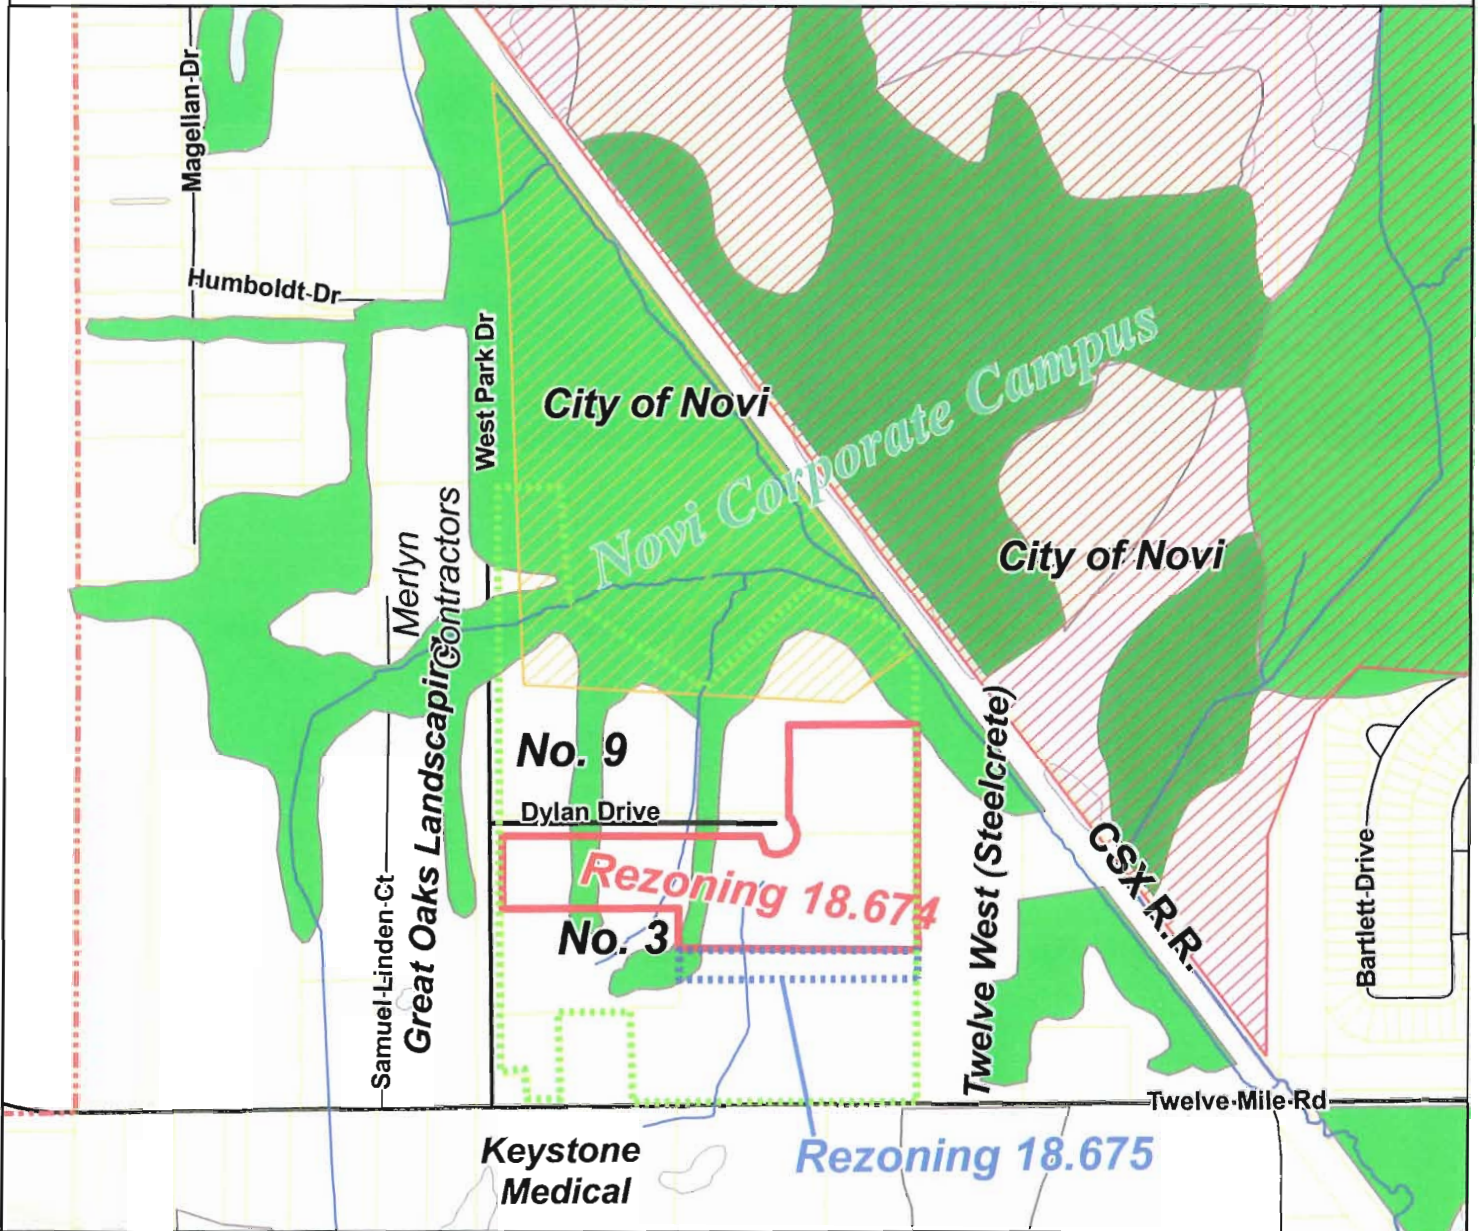 Magellan-Dr
Humboldt-Dr
West Park Dr
City of Novi
Novi Corporate Campus
City of Novi
Merlyn
Contractors
Great Oaks Landscaping
No. 9
Dylan Drive
Rezoning 18.674
No. 3
Samuel-Linden-Ct
Twelve West (Steelcrete)
CSX R.R.
Bartlett-Drive
Twelve-Mile-Rd
Keystone
Medical
Rezoning 18.675